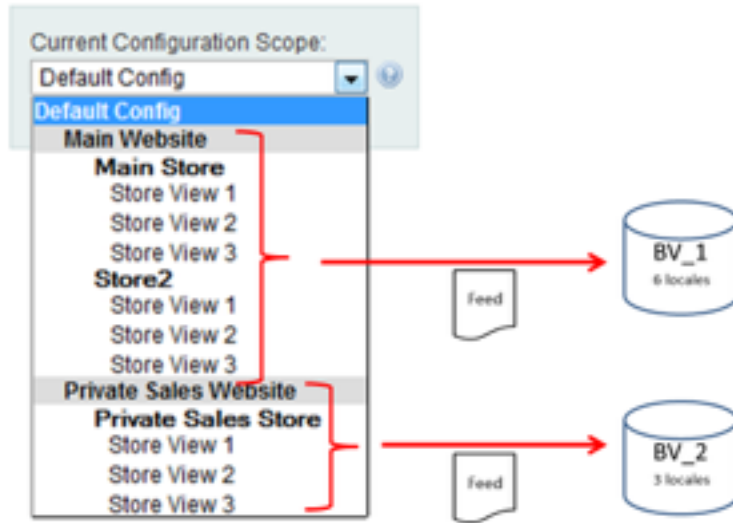 Current Configuration Scope:
Default Config
Default Config
Main Website
Main Store
Store View 1
Store View 2
Store View 3
Store2
Store View 1
Store View 2
Store View 3
Private Sales Website
Private Sales Store
Store View 1
Store View 2
Store View 3
BV_1
6 locales
Feed
BV_2
3 locales
Feed